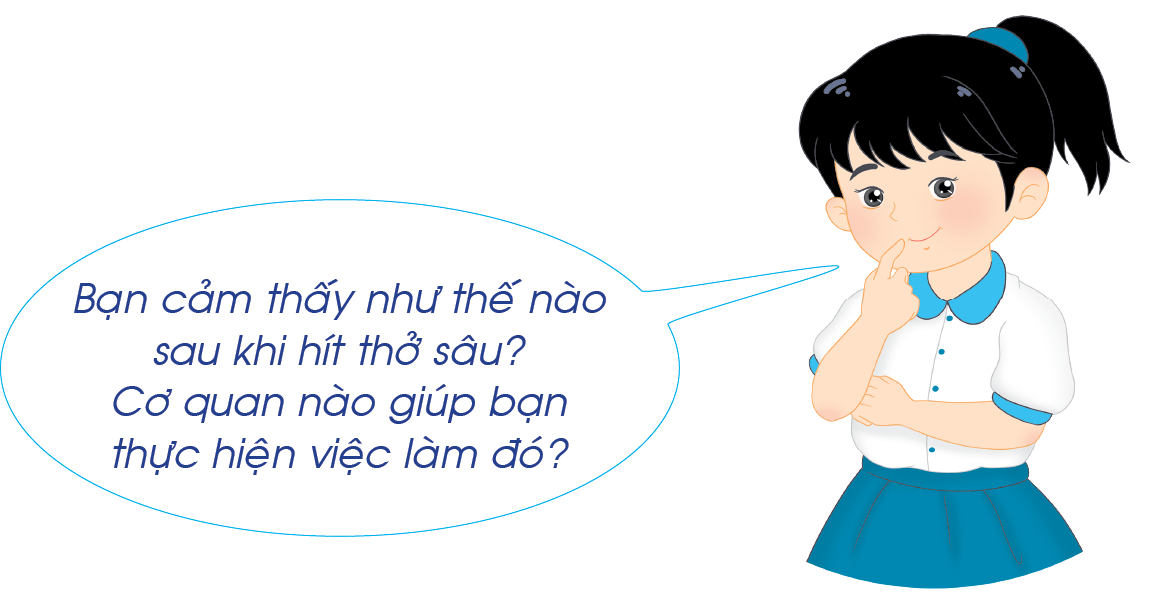 Bạn cảm thấy như thế nào
sau khi hít thở sâu?
Cơ quan nào giúp bạn
thực hiện việc làm đó?